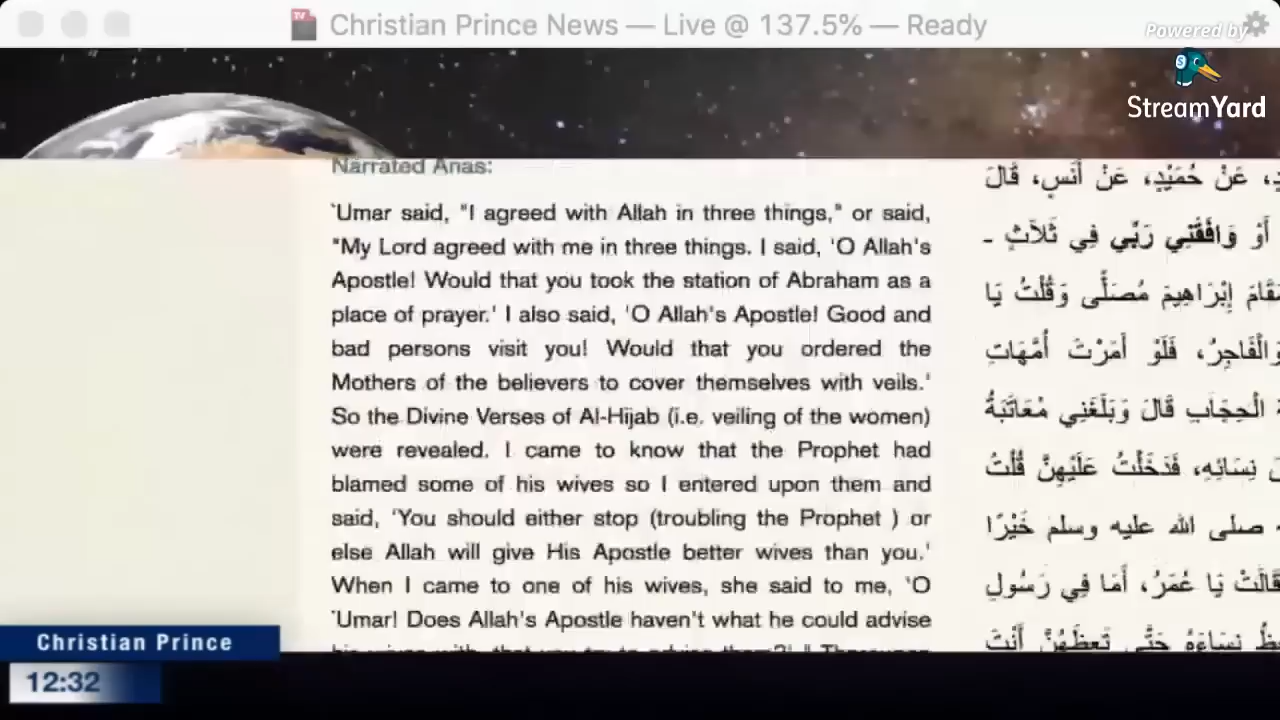 Christian Prince News — Live @ 137.5% — Ready
Powered by
StreamYard
Narrated Anas:
`Umar said, "I agreed with Allah in three things," or said,
"My Lord agreed with me in three things. I said, 'O Allah's
Apostle! Would that you took the station of Abraham as a
place of prayer.' I also said, 'O Allah's Apostle! Good and
bad persons visit you! Would that you ordered the
Mothers of the believers to cover themselves with veils.'
So the Divine Verses of Al-Hijab (i.e. veiling of the women)
were revealed. I came to know that the Prophet had
blamed some of his wives so I entered upon them and
said, 'You should either stop (troubling the Prophet ) or
else Allah will give His Apostle better wives than you.'
When I came to one of his wives, she said to me, 'O
`Umar! Does Allah's Apostle haven't what he could advise
عَنْ حُمَيْدٍ، عَنْ أَنَسٍ، قَالَ
أَوْ وَافَقَنِي رَبِّي فِي ثَلاَثٍ ـ
مَقَامَ إِبْرَاهِيمَ مُصَلًّى وَقُلْتُ يَا
وَالْفَاجِرُ، فَلَوْ أَمَرْتَ أُمَّهَاتِ
الْحِجَابِ قَالَ وَبَلَغَنِي مُعَاتَبَةُ
نِسَائِهِ، فَدَخَلْتُ عَلَيْهِنَّ قُلْتُ
صلى الله عليه وسلم خَيْرًا
قَالَتْ يَا عُمَرُ، أَمَا فِي رَسُولِ
نِسَاءَهُ حَتَّى تَعِظَهُنَّ أَنْتَ
Christian Prince
12:32